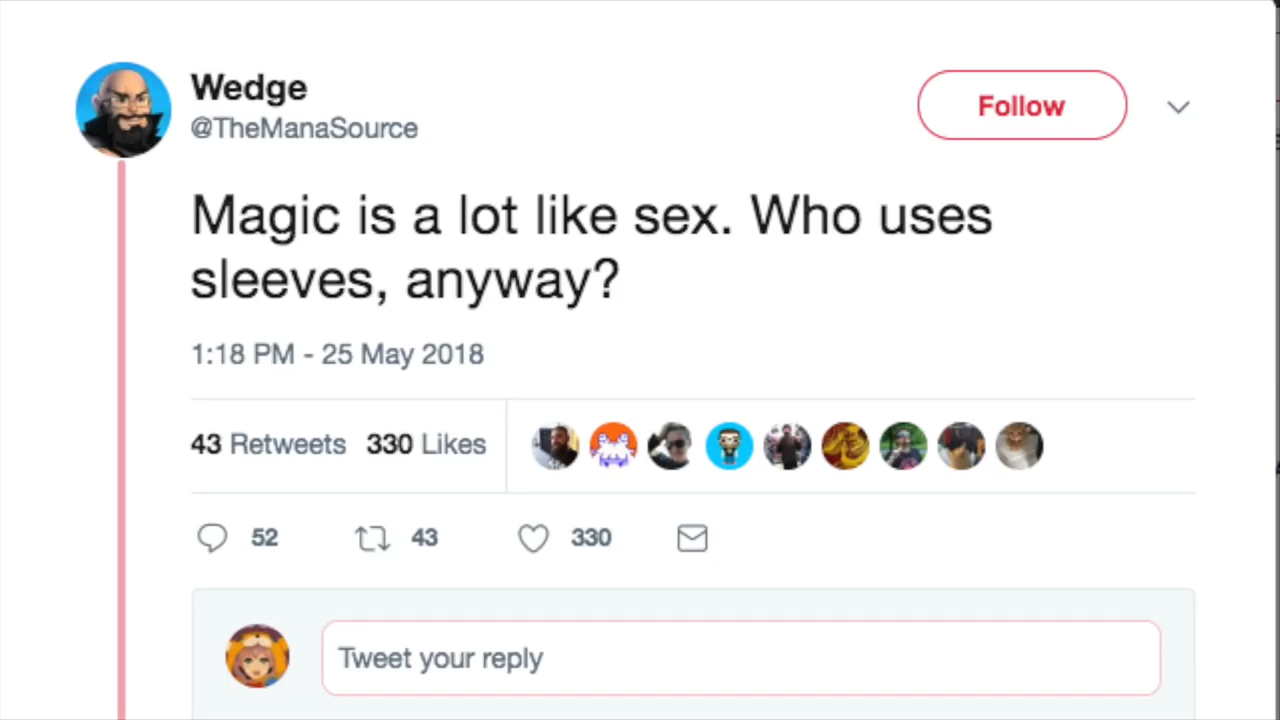 Wedge
@TheManaSource
Follow
Magic is a lot like sex. Who uses
sleeves, anyway?
1:18 PM - 25 May 2018
43 Retweets 330 Likes
52 43 330
Tweet your reply